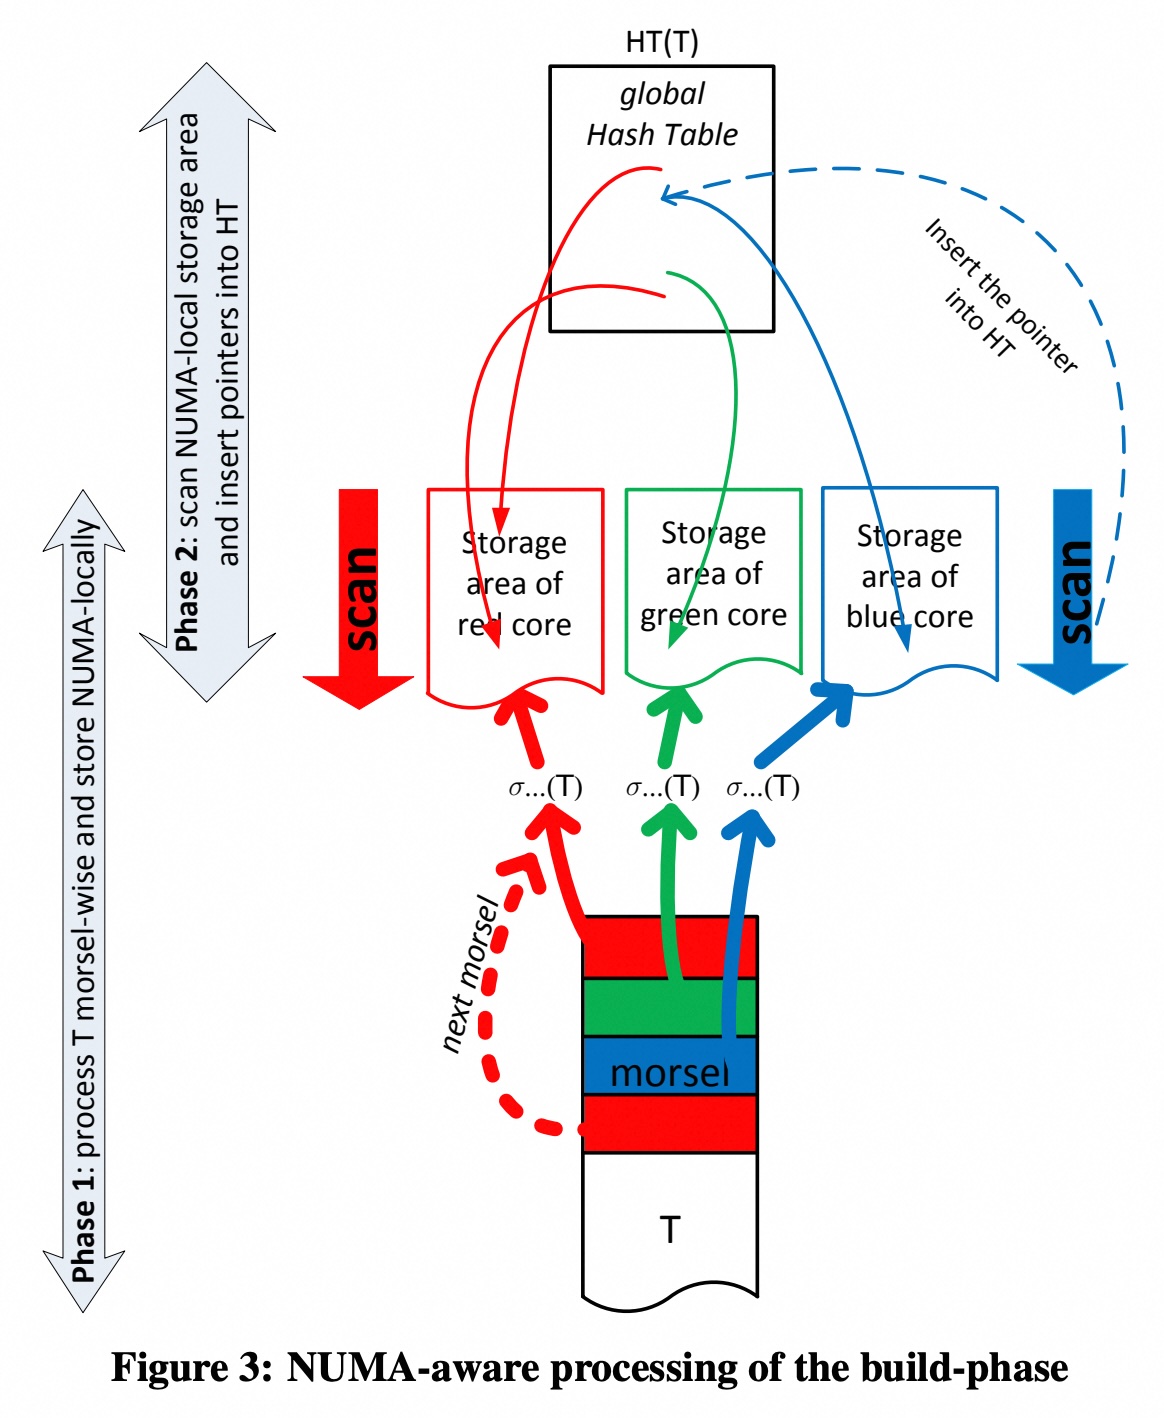 HT(T)
global
Hash Table
Insert the pointer
into HT
Phase 2: scan NUMA-local storage area
and insert pointers into HT
Phase 1: process T morsel-wise and store NUMA-locally
scan
Storage
area of
red core
Storage
area of
green core
Storage
area of
blue core
scan
σ...(T)
σ...(T)
σ...(T)
next morsel
morsel
T
Figure 3: NUMA-aware processing of the build-phase